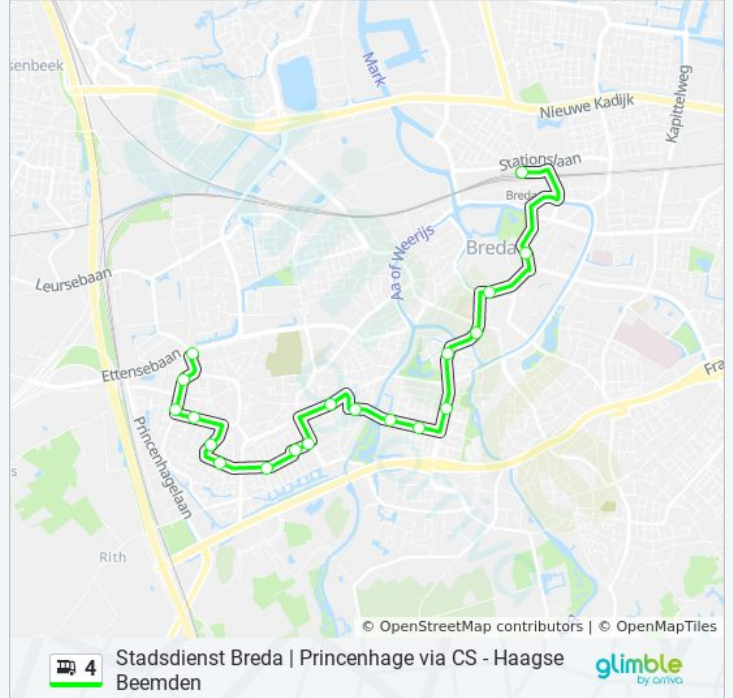 senbeek
Mark
Nieuwe Kadijk
Kapittelweg
Stationslaan
Breda
Breda
Aa of Weerijs
Leursebaan
Ettensebaan
Fra
Princenhagelaan
s
Rith
© OpenStreetMap contributors | © OpenMapTiles
4
Stadsdienst Breda | Princenhage via CS - Haagse
Beemden
glimble
by arriva